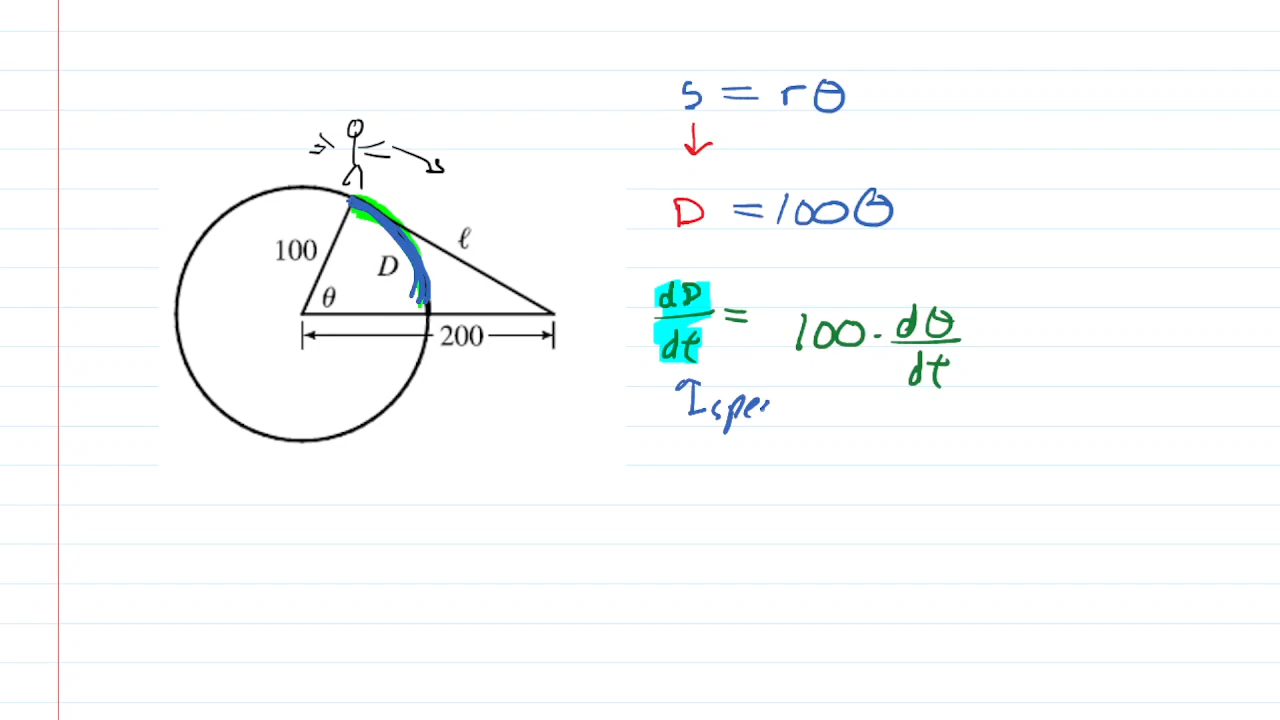 s = rθ
↓
D = 100θ
dD/dt = 100 · dθ/dt
100
D
ℓ
θ
200